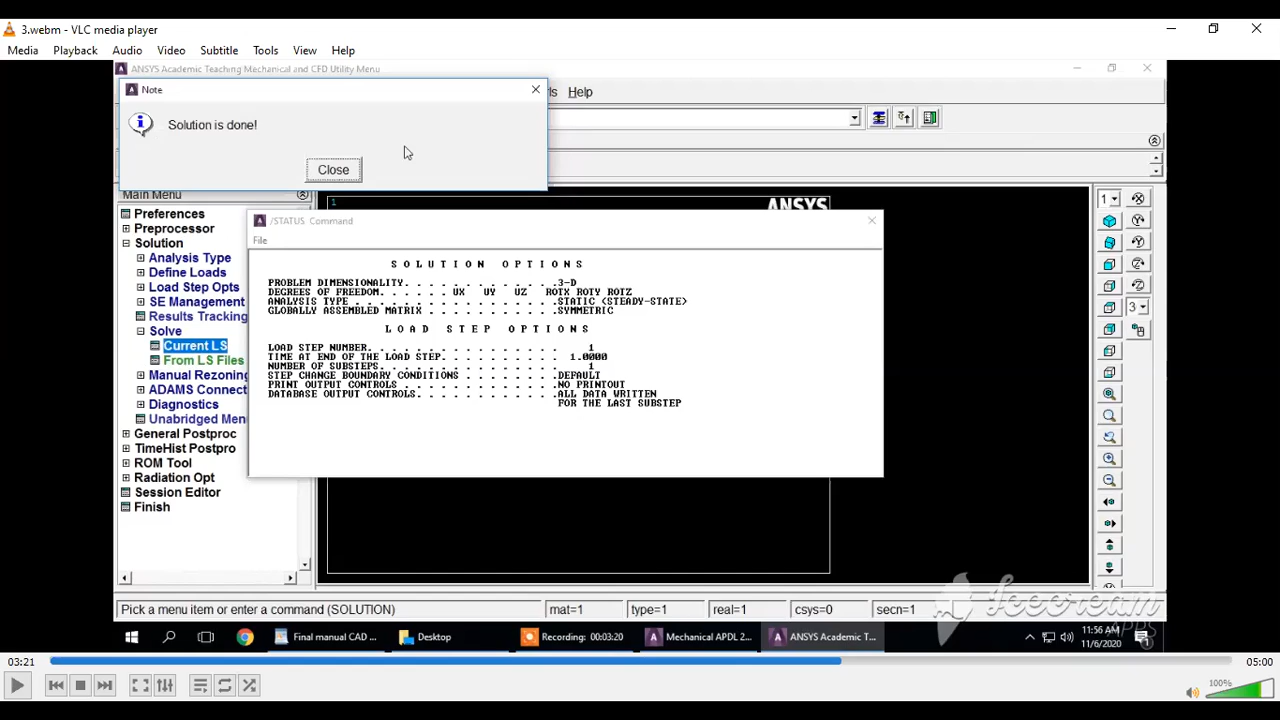 3.webm - VLC media player
Media Playback Audio Video Subtitle Tools View Help
ANSYS Academic Teaching Mechanical and CFD Utility Menu
Note
ls Help
Solution is done!
Close
Main Menu
Preferences
Preprocessor
Solution
Analysis Type
Define Loads
Load Step Opts
SE Management
Results Tracking
Solve
Current LS
From LS Files
Manual Rezoning
ADAMS Connect
Diagnostics
Unabridged Men
General Postproc
TimeHist Postpro
ROM Tool
Radiation Opt
Session Editor
Finish
1
ANSYS
/STATUS Command
File
SOLUTION OPTIONS
PROBLEM DIMENSIONALITY. . . . . . . . . . . . .3-D
DEGREES OF FREEDOM. . . . . . UX UY UZ ROTX ROTY ROTZ
ANALYSIS TYPE . . . . . . . . . . . . . . . . .STATIC (STEADY-STATE)
GLOBALLY ASSEMBLED MATRIX . . . . . . . . . . .SYMMETRIC
LOAD STEP OPTIONS
LOAD STEP NUMBER. . . . . . . . . . . . . . . . 1
TIME AT END OF THE LOAD STEP. . . . . . . . . . 1.0000
NUMBER OF SUBSTEPS. . . . . . . . . . . . . . . 1
STEP CHANGE BOUNDARY CONDITIONS . . . . . . . .DEFAULT
PRINT OUTPUT CONTROLS . . . . . . . . . . . . .NO PRINTOUT
DATABASE OUTPUT CONTROLS. . . . . . . . . . . .ALL DATA WRITTEN
FOR THE LAST SUBSTEP
1
3
Pick a menu item or enter a command (SOLUTION) mat=1 type=1 real=1 csys=0 secn=1
Icecream
APPS
Final manual CAD ... Desktop Recording: 00:03:20 Mechanical APDL 2... ANSYS Academic T... 11:56 AM
11/6/2020
1
03:21 05:00
100%